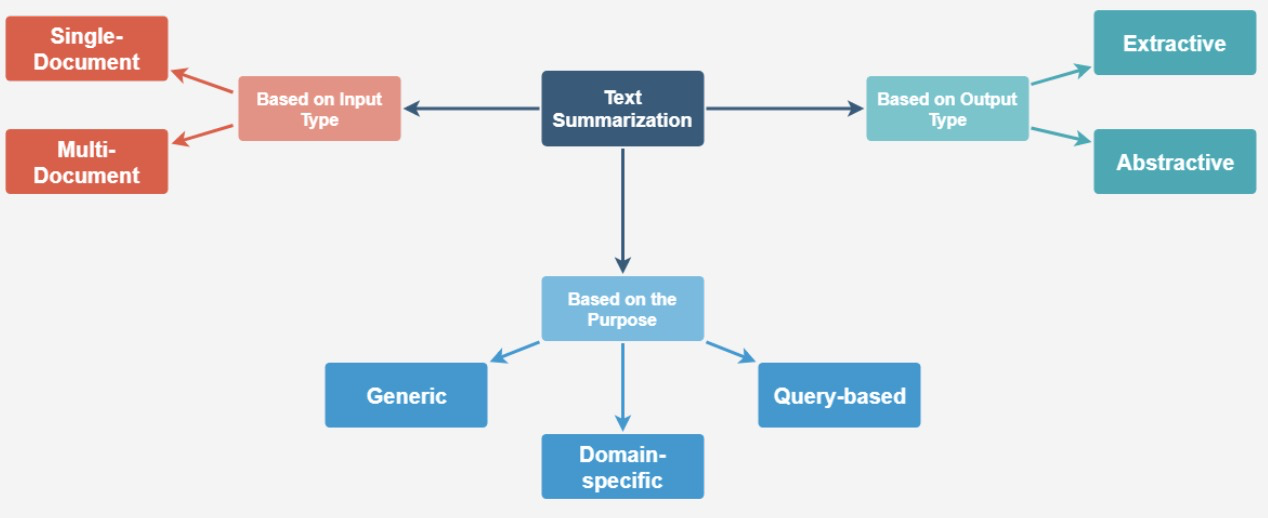 Single-
Document
Multi-
Document
Based on Input
Type
Text
Summarization
Based on Output
Type
Extractive
Abstractive
Based on the
Purpose
Generic
Domain-
specific
Query-based